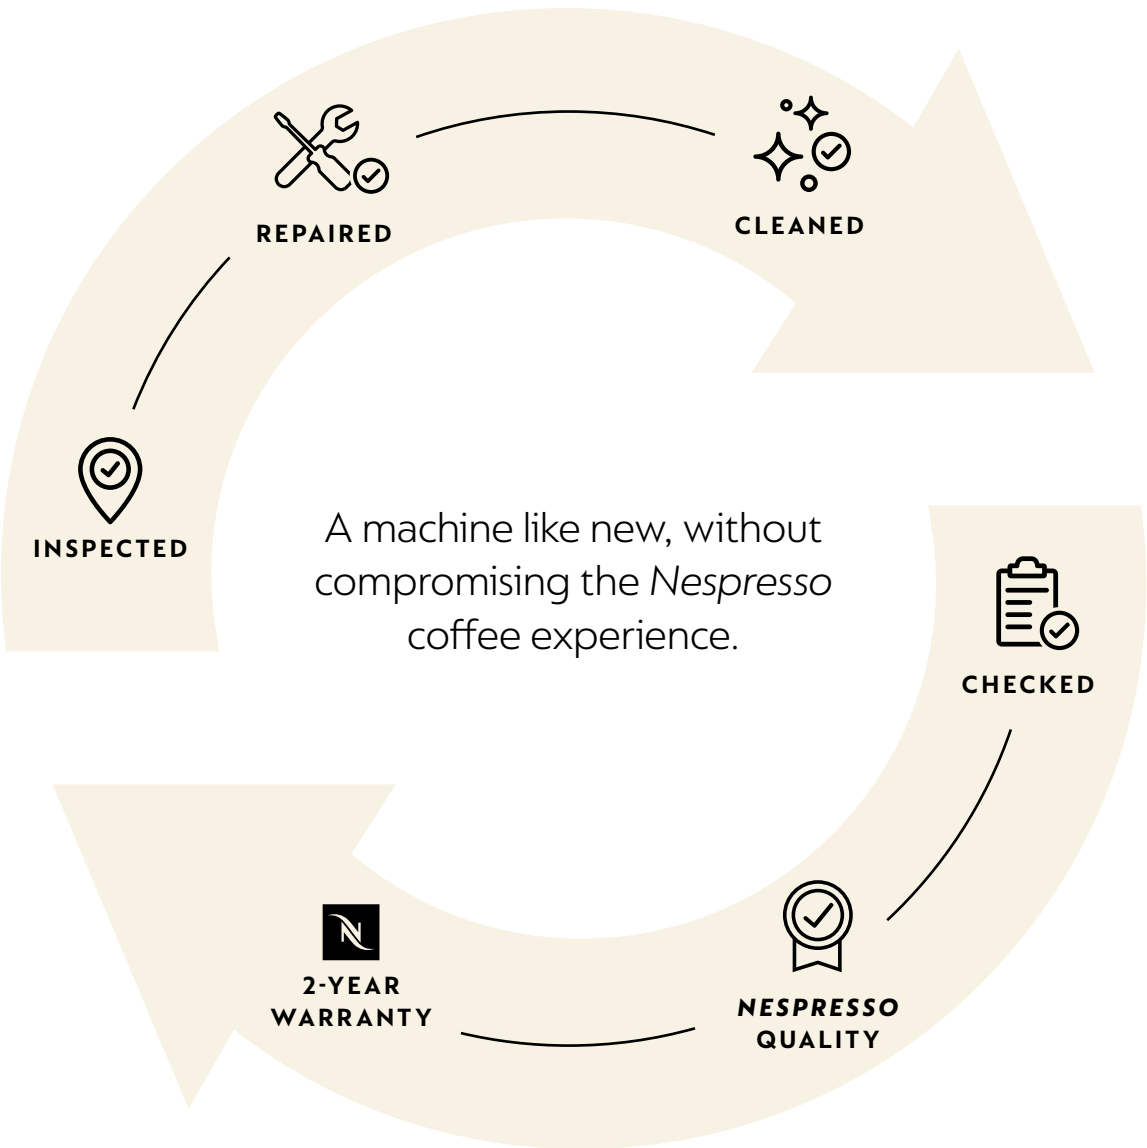 REPAIRED
CLEANED
INSPECTED
A machine like new, without
compromising the Nespresso
coffee experience.
CHECKED
N
2-YEAR
WARRANTY
NESPRESSO
QUALITY